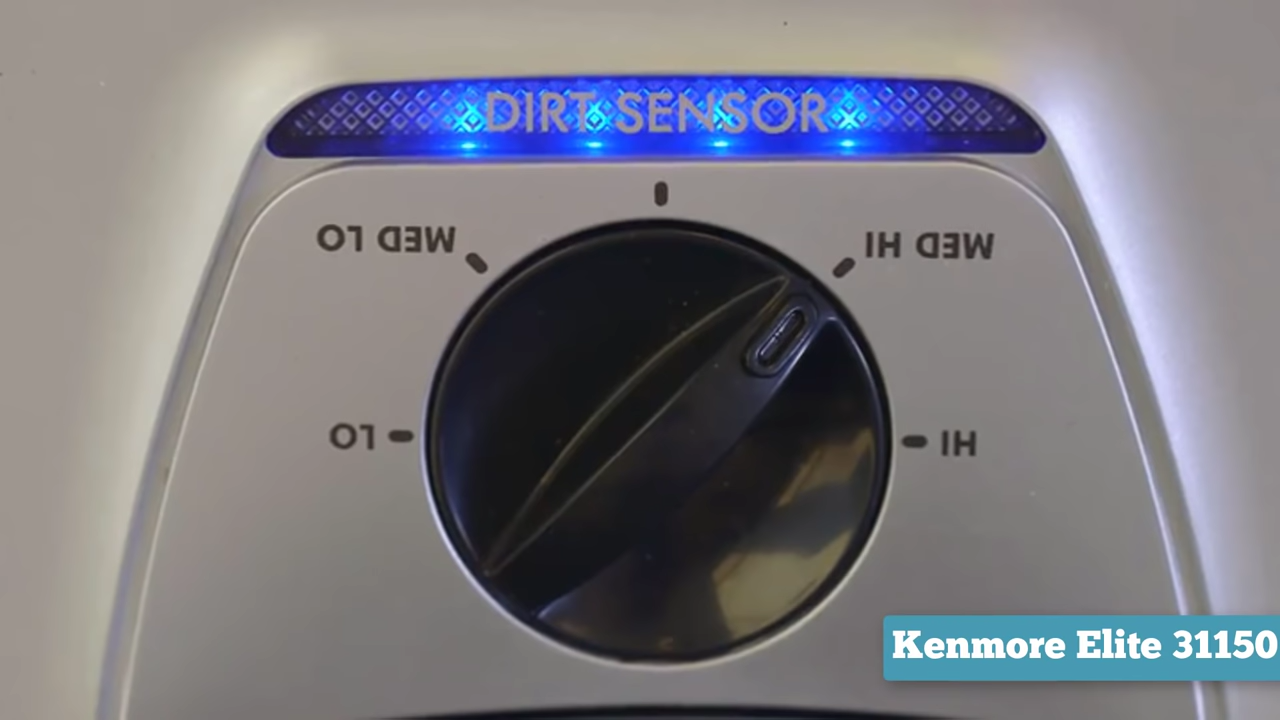 DIRT SENSOR
MED LO
MED HI
LO
HI
Kenmore Elite 31150